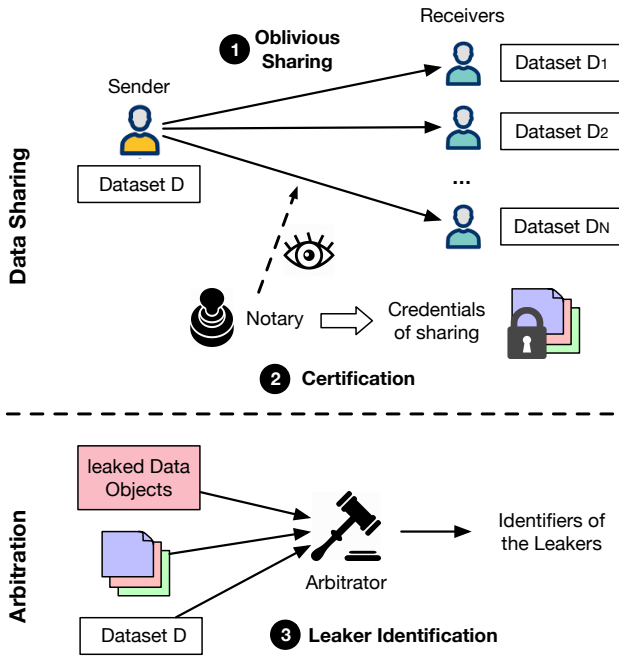 Receivers
1 Oblivious
Sharing
Sender
Dataset D1
Dataset D2
Dataset D
...
Dataset DN
Data Sharing
Notary
Credentials
of sharing
2 Certification
leaked Data
Objects
Identifiers of
the Leakers
Arbitrator
Dataset D
3 Leaker Identification
Arbitration